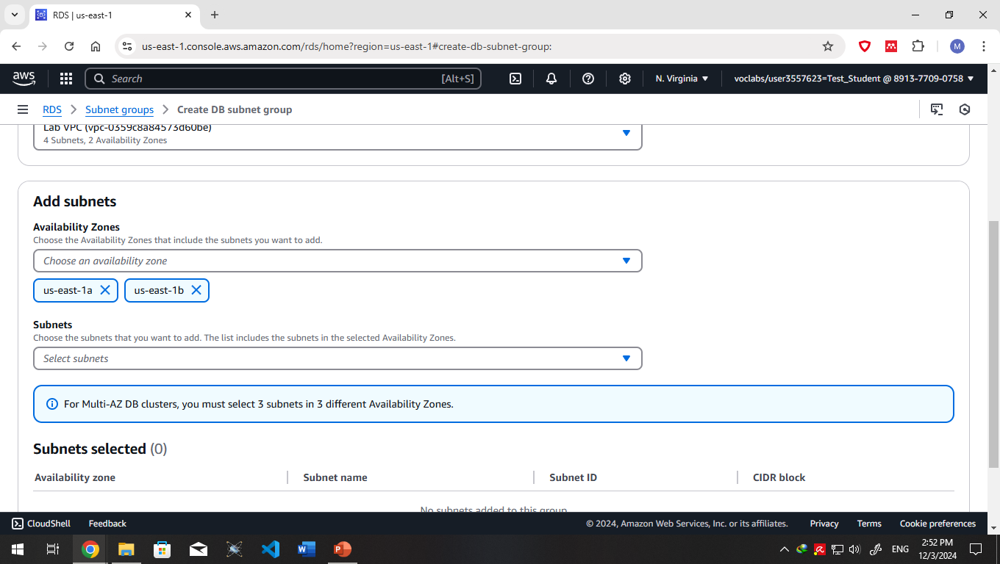 RDS | us-east-1
us-east-1.console.aws.amazon.com/rds/home?region=us-east-1#create-db-subnet-group:
M
aws
Search
[Alt+S]
N. Virginia
voclabs/user3557623=Test_Student @ 8913-7709-0758
RDS > Subnet groups > Create DB subnet group
Lab VPC (vpc-0359c8a84573d60be)
4 Subnets, 2 Availability Zones
Add subnets
Availability Zones
Choose the Availability Zones that include the subnets you want to add.
Choose an availability zone
us-east-1a us-east-1b
Subnets
Choose the subnets that you want to add. The list includes the subnets in the selected Availability Zones.
Select subnets
For Multi-AZ DB clusters, you must select 3 subnets in 3 different Availability Zones.
Subnets selected (0)
Availability zone Subnet name Subnet ID CIDR block
No subnets added to this group
CloudShell Feedback © 2024, Amazon Web Services, Inc. or its affiliates. Privacy Terms Cookie preferences
ENG
2:52 PM
12/3/2024